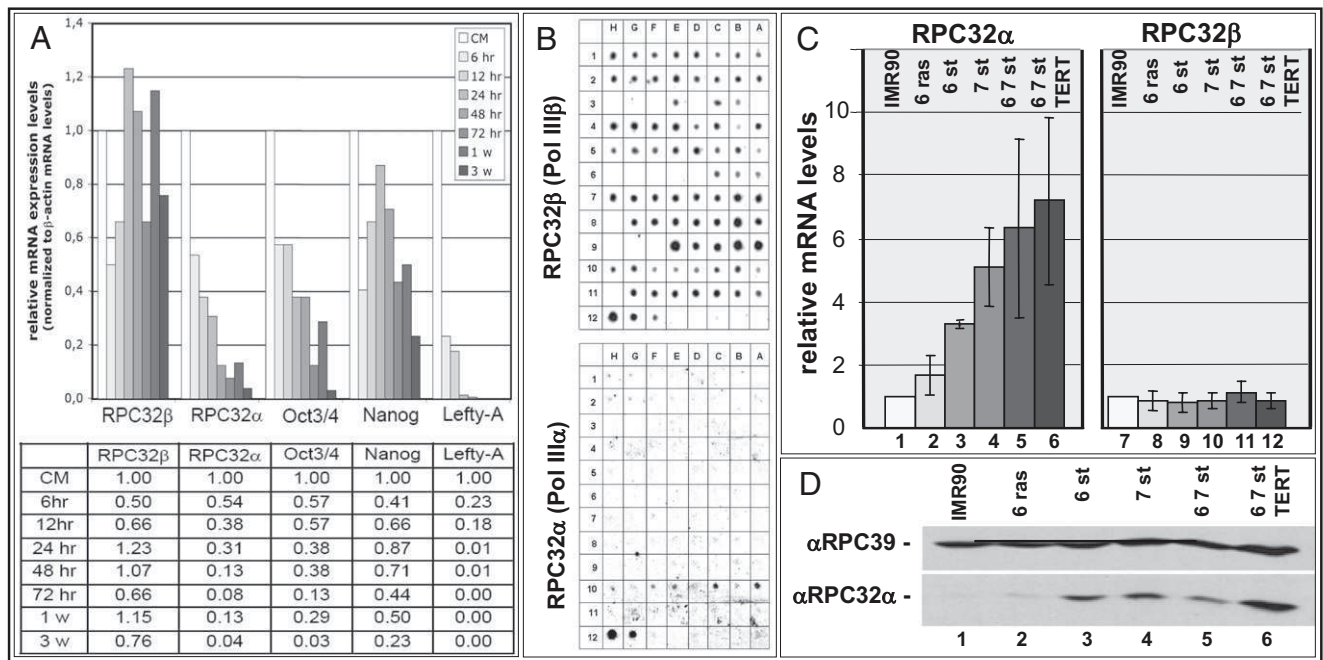 A
relative mRNA expression levels
(normalized toβ-actin mRNA levels)
1,4
1,2
1,0
0,8
0,6
0,4
0,2
0,0
CM
6 hr
12 hr
24 hr
48 hr
72 hr
1 w
3 w
RPC32β RPC32α Oct3/4 Nanog Lefty-A
RPC32β RPC32α Oct3/4 Nanog Lefty-A
CM 1.00 1.00 1.00 1.00 1.00
6hr 0.50 0.54 0.57 0.41 0.23
12hr 0.66 0.38 0.57 0.66 0.18
24 hr 1.23 0.31 0.38 0.87 0.01
48 hr 1.07 0.13 0.38 0.71 0.01
72 hr 0.66 0.08 0.13 0.44 0.00
1 w 1.15 0.13 0.29 0.50 0.00
3 w 0.76 0.04 0.03 0.23 0.00
B
RPC32β (Pol IIIβ)
H G F E D C B A
1
2
3
4
5
6
7
8
9
10
11
12
RPC32α (Pol IIIα)
H G F E D C B A
1
2
3
4
5
6
7
8
9
10
11
12
C
RPC32α RPC32β
relative mRNA levels
10
8
6
4
2
0
IMR90 6 ras 6 st 7 st 6 7 st 6 7 st TERT
IMR90 6 ras 6 st 7 st 6 7 st 6 7 st TERT
1 2 3 4 5 6 7 8 9 10 11 12
D
IMR90 6 ras 6 st 7 st 6 7 st 6 7 st TERT
αRPC39 -
αRPC32α -
1 2 3 4 5 6